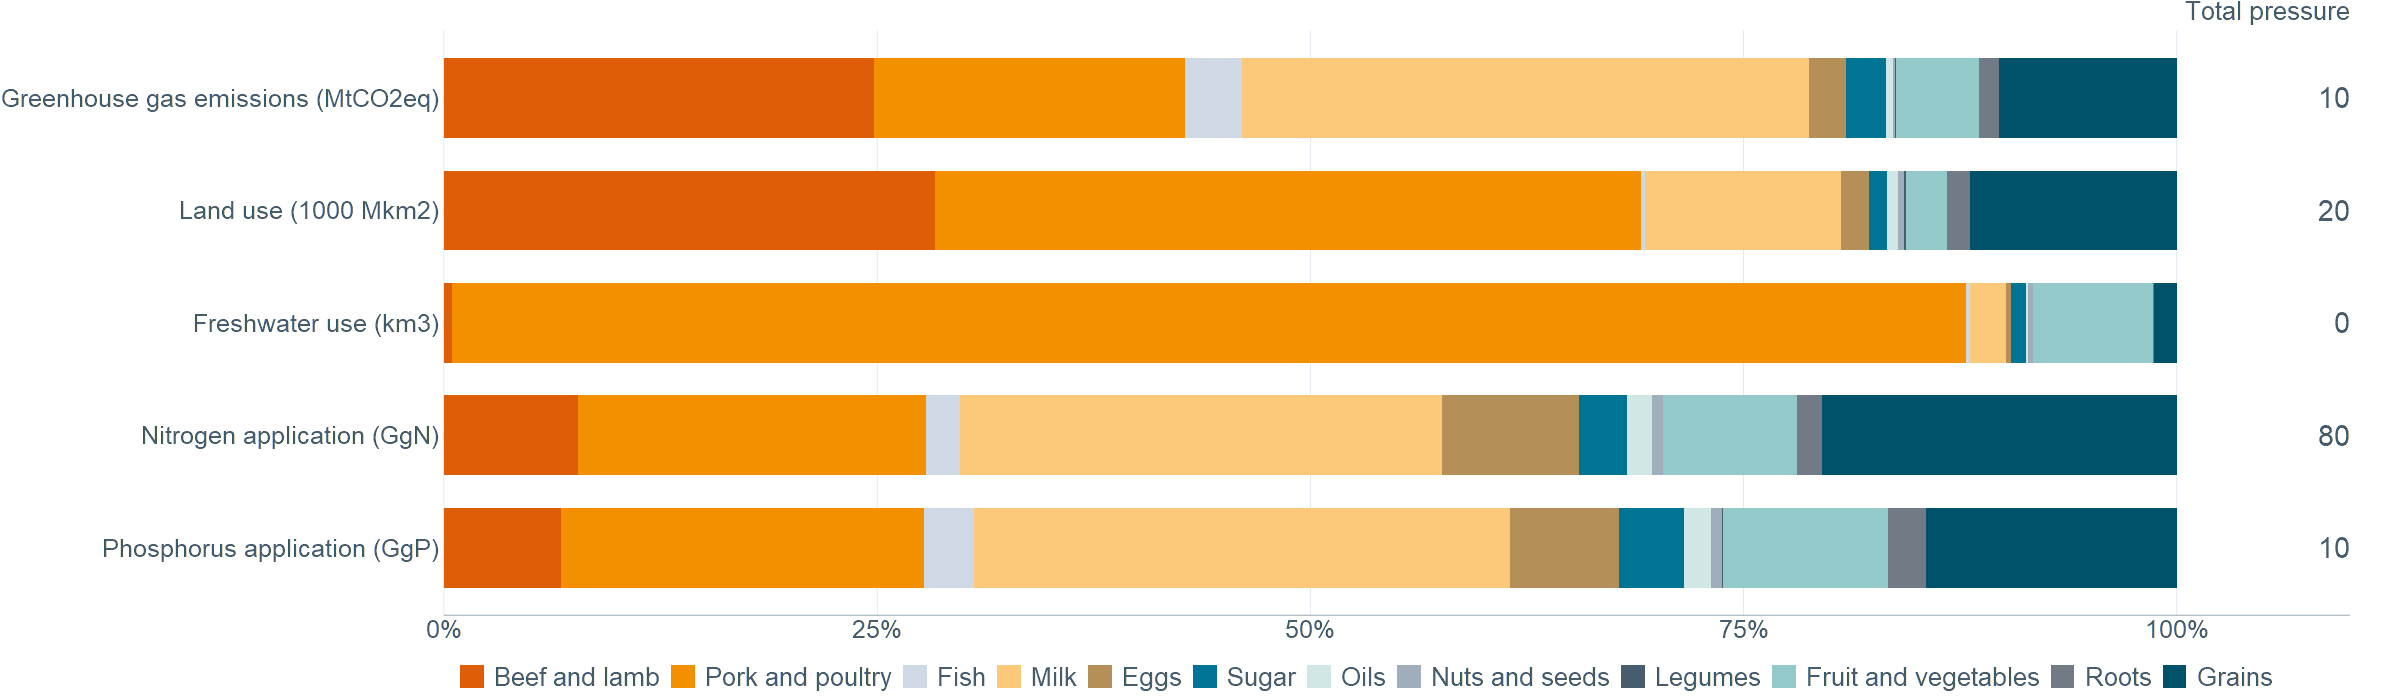 Total pressure
Greenhouse gas emissions (MtCO2eq) 10
Land use (1000 Mkm2) 20
Freshwater use (km3) 0
Nitrogen application (GgN) 80
Phosphorus application (GgP) 10
0% 25% 50% 75% 100%
Beef and lamb Pork and poultry Fish Milk Eggs Sugar Oils Nuts and seeds Legumes Fruit and vegetables Roots Grains